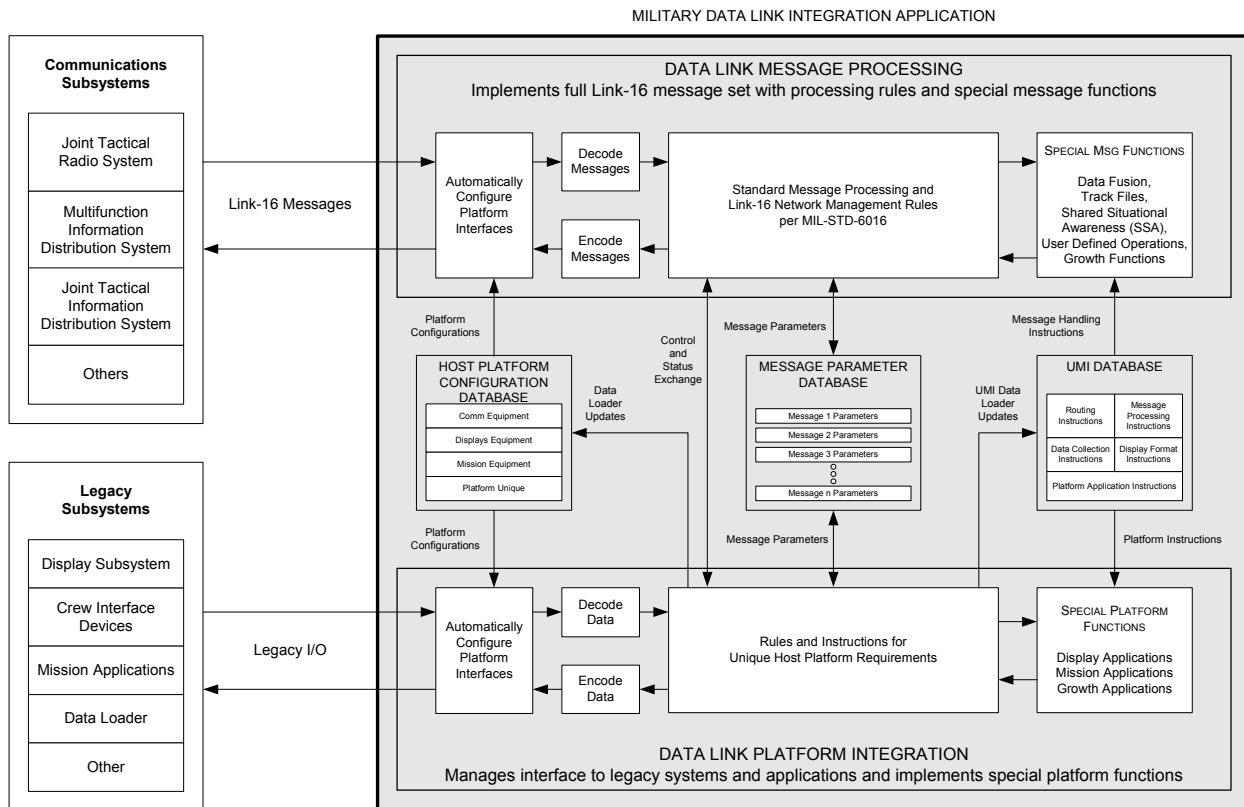 MILITARY DATA LINK INTEGRATION APPLICATION
Communications
Subsystems
Joint Tactical
Radio System
Multifunction
Information
Distribution System
Joint Tactical
Information
Distribution System
Others
Link-16 Messages
DATA LINK MESSAGE PROCESSING
Implements full Link-16 message set with processing rules and special message functions
Automatically
Configure
Platform
Interfaces
Decode
Messages
Encode
Messages
Standard Message Processing and
Link-16 Network Management Rules
per MIL-STD-6016
SPECIAL MSG FUNCTIONS
Data Fusion,
Track Files,
Shared Situational
Awareness (SSA),
User Defined Operations,
Growth Functions
Platform
Configurations
Control
and
Status
Exchange
Message Parameters
Message Handling
Instructions
HOST PLATFORM
CONFIGURATION
DATABASE
Comm Equipment
Displays Equipment
Mission Equipment
Platform Unique
Data
Loader
Updates
MESSAGE PARAMETER
DATABASE
Message 1 Parameters
Message 2 Parameters
Message 3 Parameters
Message n Parameters
UMI Data
Loader
Updates
UMI DATABASE
Routing
Instructions
Message
Processing
Instructions
Data Collection
Instructions
Display Format
Instructions
Platform Application Instructions
Platform
Configurations
Message Parameters
Platform Instructions
Legacy
Subsystems
Display Subsystem
Crew Interface
Devices
Mission Applications
Data Loader
Other
Legacy I/O
Automatically
Configure
Platform
Interfaces
Decode
Data
Encode
Data
Rules and Instructions for
Unique Host Platform Requirements
SPECIAL PLATFORM
FUNCTIONS
Display Applications
Mission Applications
Growth Applications
DATA LINK PLATFORM INTEGRATION
Manages interface to legacy systems and applications and implements special platform functions